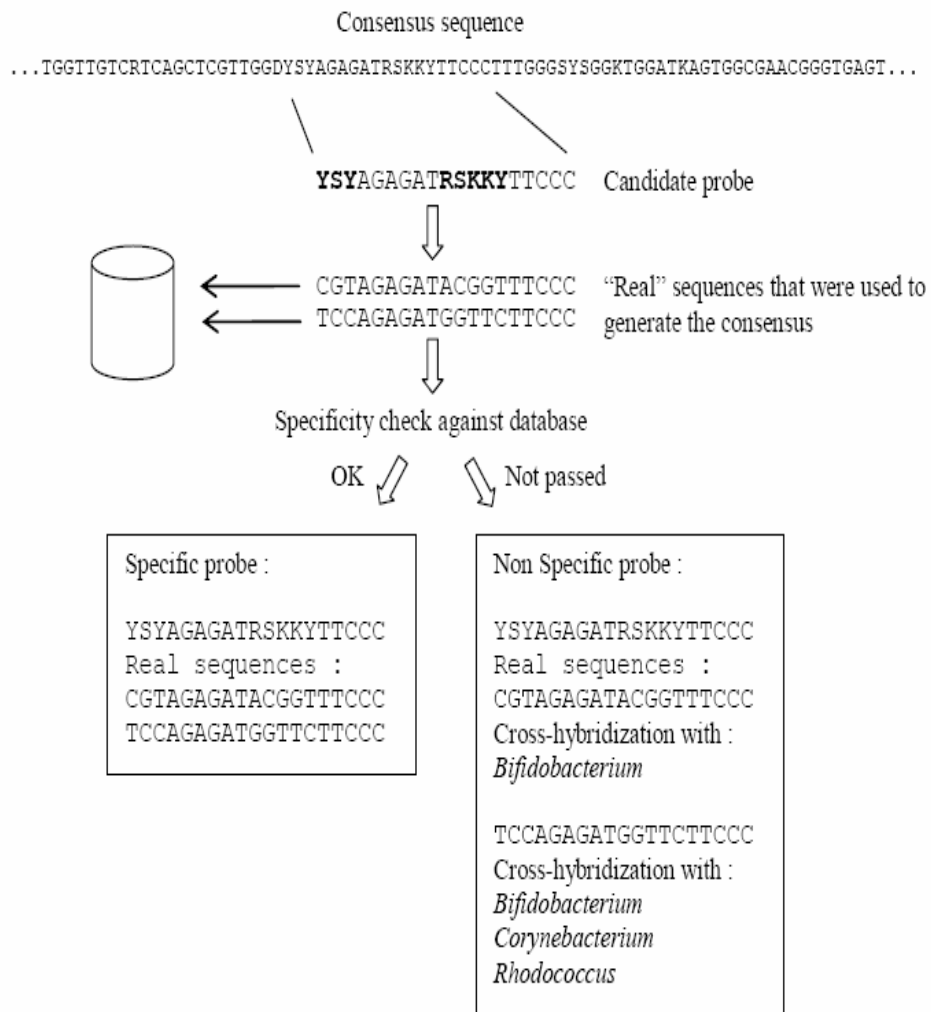 Consensus sequence
...TGGTTGTCRTCAGCTCGTTGGDYSYAGAGATRSKKYTTCCCTTTGGGSYSGGKTGGATKAGTGGCGAACGGGTGAGT...
YSYAGAGATRSKKYTTCCC Candidate probe
CGTAGAGATACGGTTTCCC “Real” sequences that were used to
TCCAGAGATGGTTCTTCCC generate the consensus
Specificity check against database
OK Not passed
Specific probe :
YSYAGAGATRSKKYTTCCC
Real sequences :
CGTAGAGATACGGTTTCCC
TCCAGAGATGGTTCTTCCC
Non Specific probe :
YSYAGAGATRSKKYTTCCC
Real sequences :
CGTAGAGATACGGTTTCCC
Cross-hybridization with :
Bifidobacterium
TCCAGAGATGGTTCTTCCC
Cross-hybridization with :
Bifidobacterium
Corynebacterium
Rhodococcus